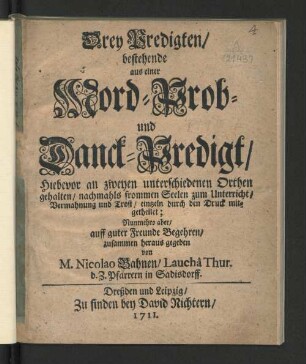 Drey Predigten/
bestehende
aus einer
Mord-Prob-
und
Danck-Predigt/
Hiebevor an zweyen unterschiedenen Orthen
gehalten/ nachmahls frommen Seelen zum Unterricht/
Vermahnung und Trost/ einzeln durch den Druck mit-
getheilet;
Nunmehro aber/
auff guter Freunde Begehren/
zusammen heraus gegeben
von
M. Nicolao Hahnen/ Lauchâ Thur.
d. Z. Pfarrern in Sadisdorff.
Dreßden und Leipzig/
Zu finden bey David Richtern/
1711.